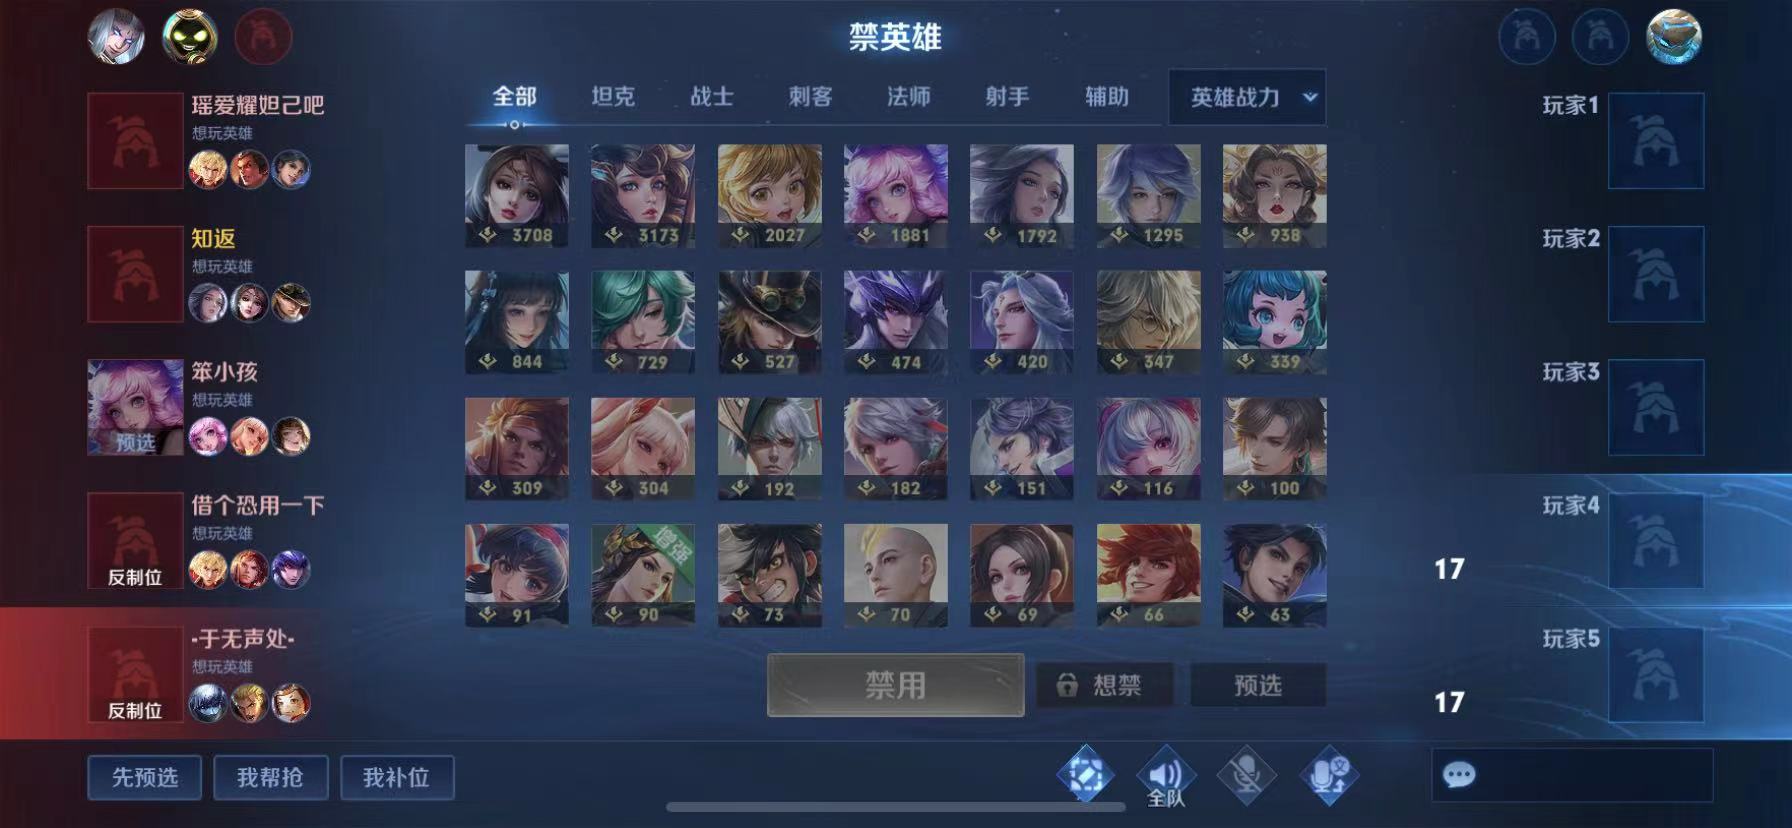 禁英雄
全部 坦克 战士 刺客 法师 射手 辅助 英雄战力
瑶爱耀妲己吧
想玩英雄
知返
想玩英雄
笨小孩
想玩英雄
预选
借个恐用一下
想玩英雄
反制位
-于无声处-
想玩英雄
反制位
3708 3173 2027 1881 1792 1295 938
844 729 527 474 420 347 339
309 304 192 182 151 116 100
增强
91 90 73 70 69 66 63
禁用 想禁 预选
玩家1
玩家2
玩家3
玩家4
17
玩家5
17
先预选 我帮抢 我补位
全队
文